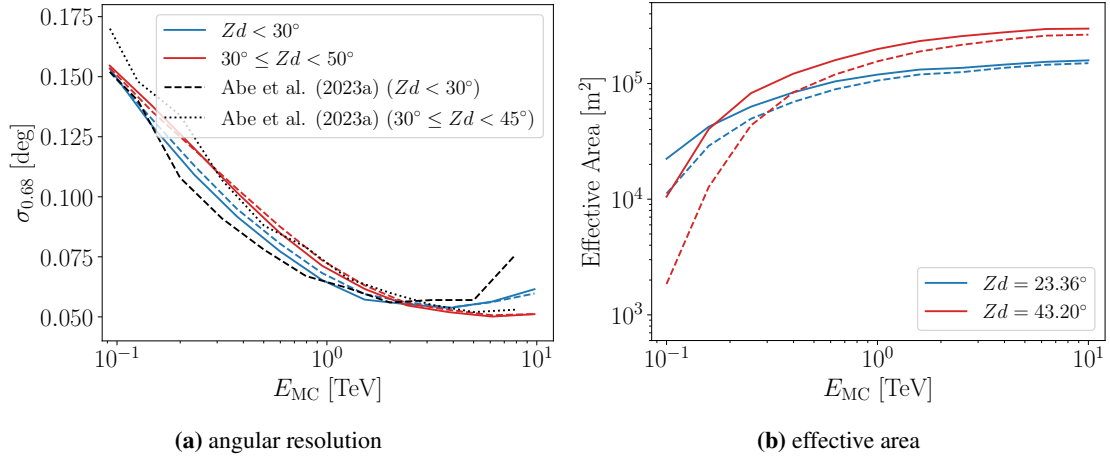 0.175
0.150
0.125
0.100
0.075
0.050
σ0.68 [deg]
Zd < 30°
30° ≤ Zd < 50°
Abe et al. (2023a) (Zd < 30°)
Abe et al. (2023a) (30° ≤ Zd < 45°)
10⁻¹ 10⁰ 10¹
E_MC [TeV]
(a) angular resolution
10⁵
10⁴
10³
Effective Area [m²]
Zd = 23.36°
Zd = 43.20°
10⁻¹ 10⁰ 10¹
E_MC [TeV]
(b) effective area